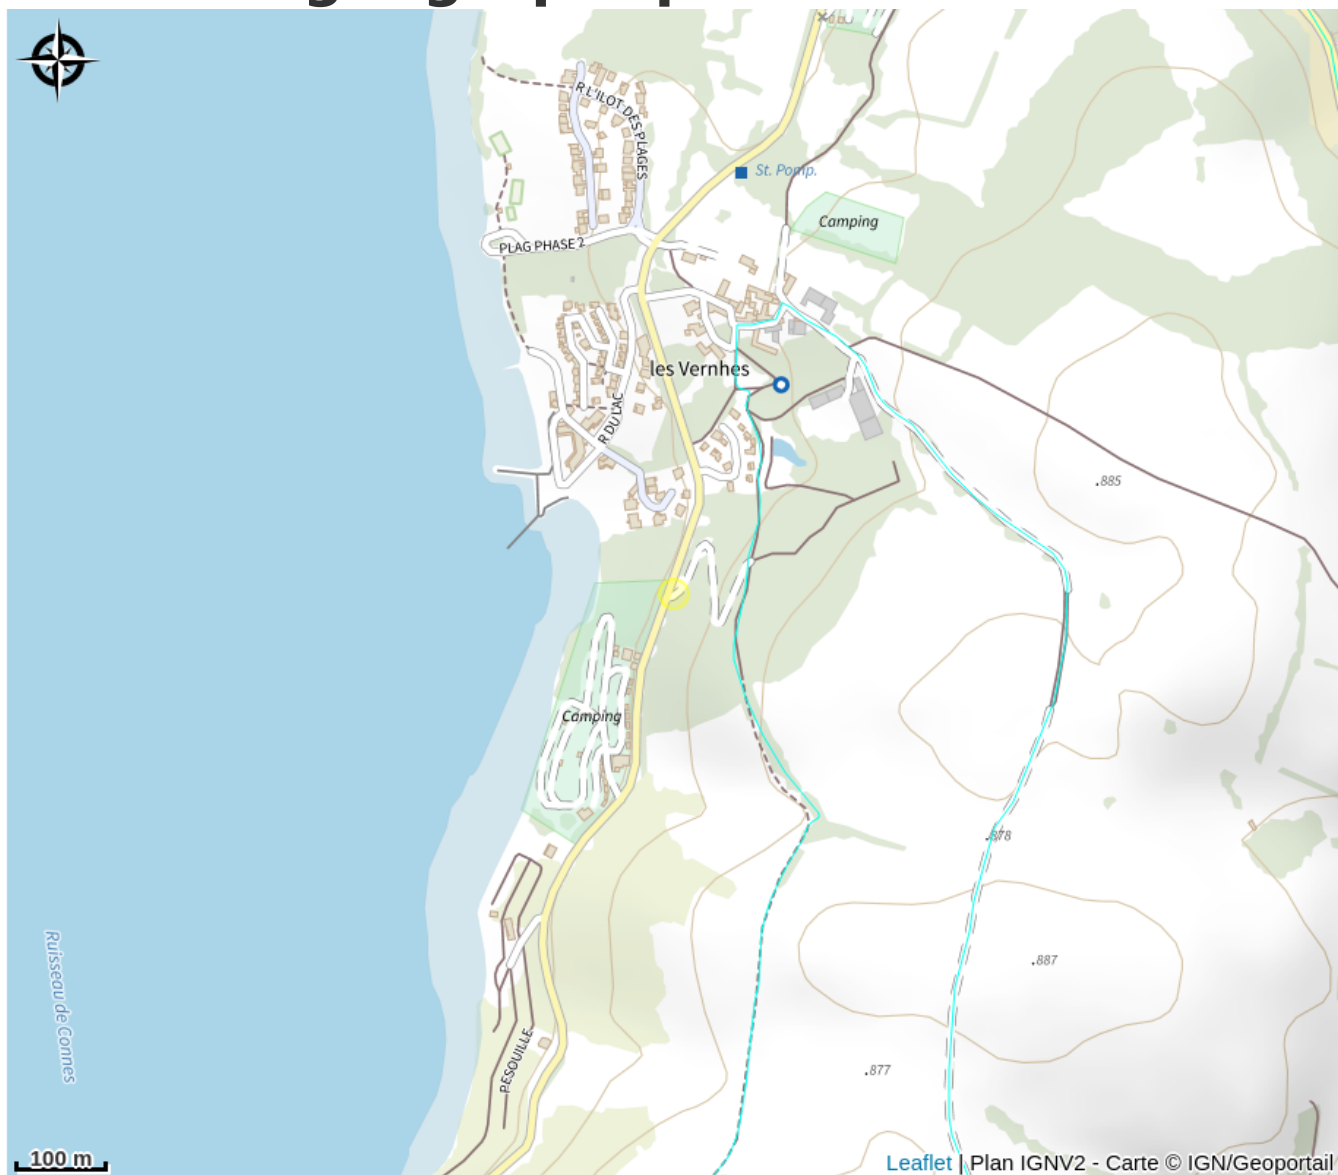 R L'ILOT DES PLAGES
St. Pomp.
Camping
PLAG PHASE 2
les Vernhes
R DU LAC
.885
Camping
.878
.887
Ruisseau de Connes
PESOUILLE
.877
100 m
Leaflet | Plan IGNV2 - Carte © IGN/Geoportail